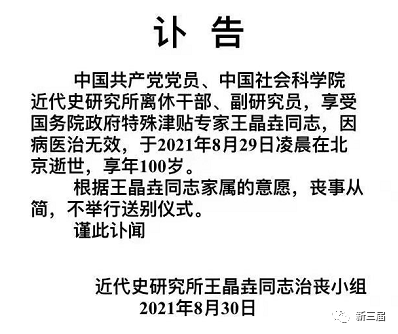 讣 告
中国共产党党员、中国社会科学院
近代史研究所离休干部、副研究员，享受
国务院政府特殊津贴专家王晶垚同志，因
病医治无效，于2021年8月29日凌晨在北
京逝世，享年100岁。
根据王晶垚同志家属的意愿，丧事从
简，不举行送别仪式。
谨此讣闻
近代史研究所王晶垚同志治丧小组
2021年8月30日
新三届